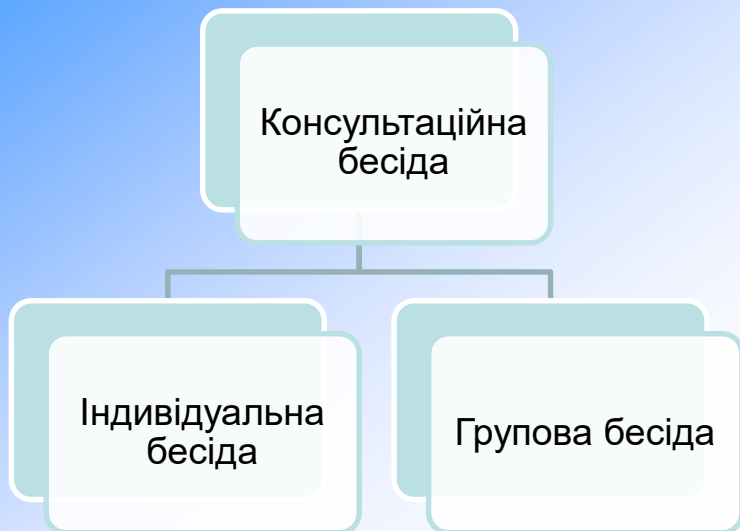 Консультаційна
бесіда
Індивідуальна
бесіда
Групова бесіда